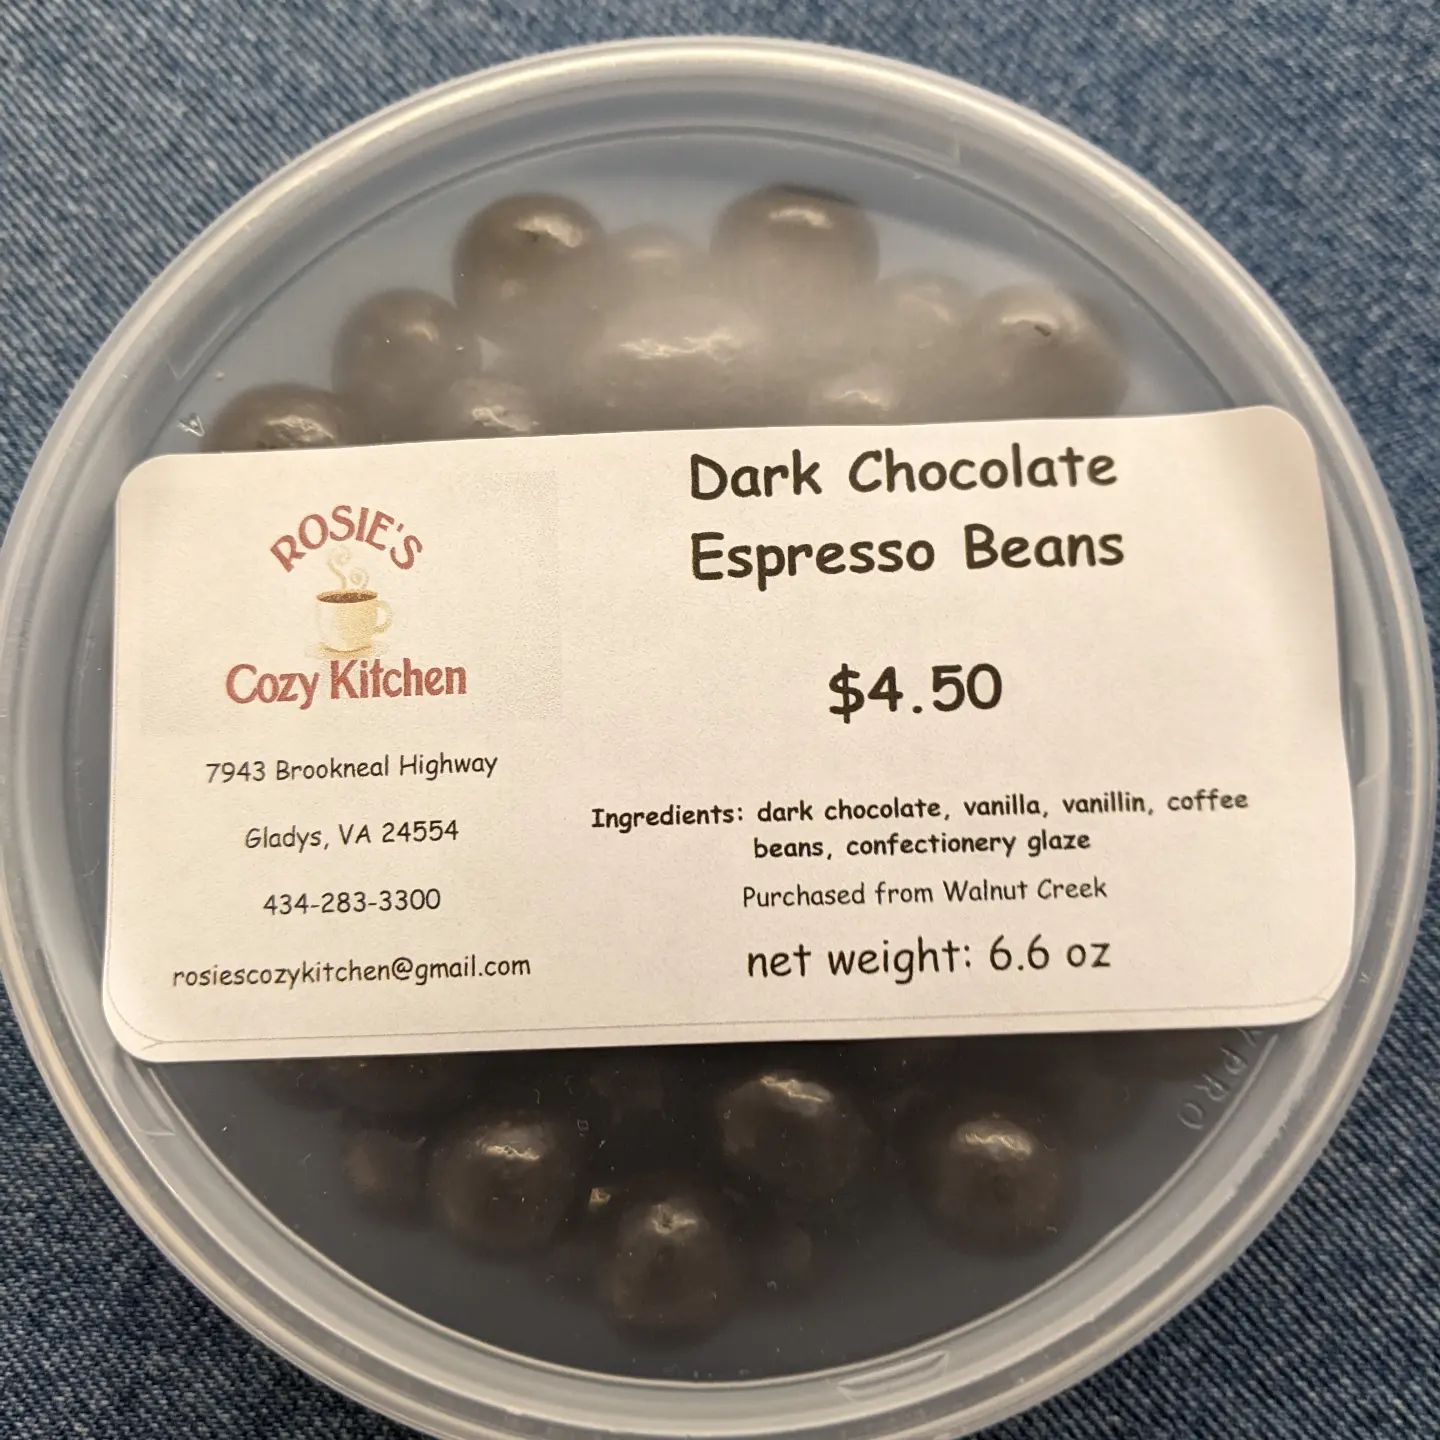 ROSIE'S
Cozy Kitchen
7943 Brookneal Highway
Gladys, VA 24554
434-283-3300
rosiescozykitchen@gmail.com
Dark Chocolate
Espresso Beans
$4.50
Ingredients: dark chocolate, vanilla, vanillin, coffee
beans, confectionery glaze
Purchased from Walnut Creek
net weight: 6.6 oz